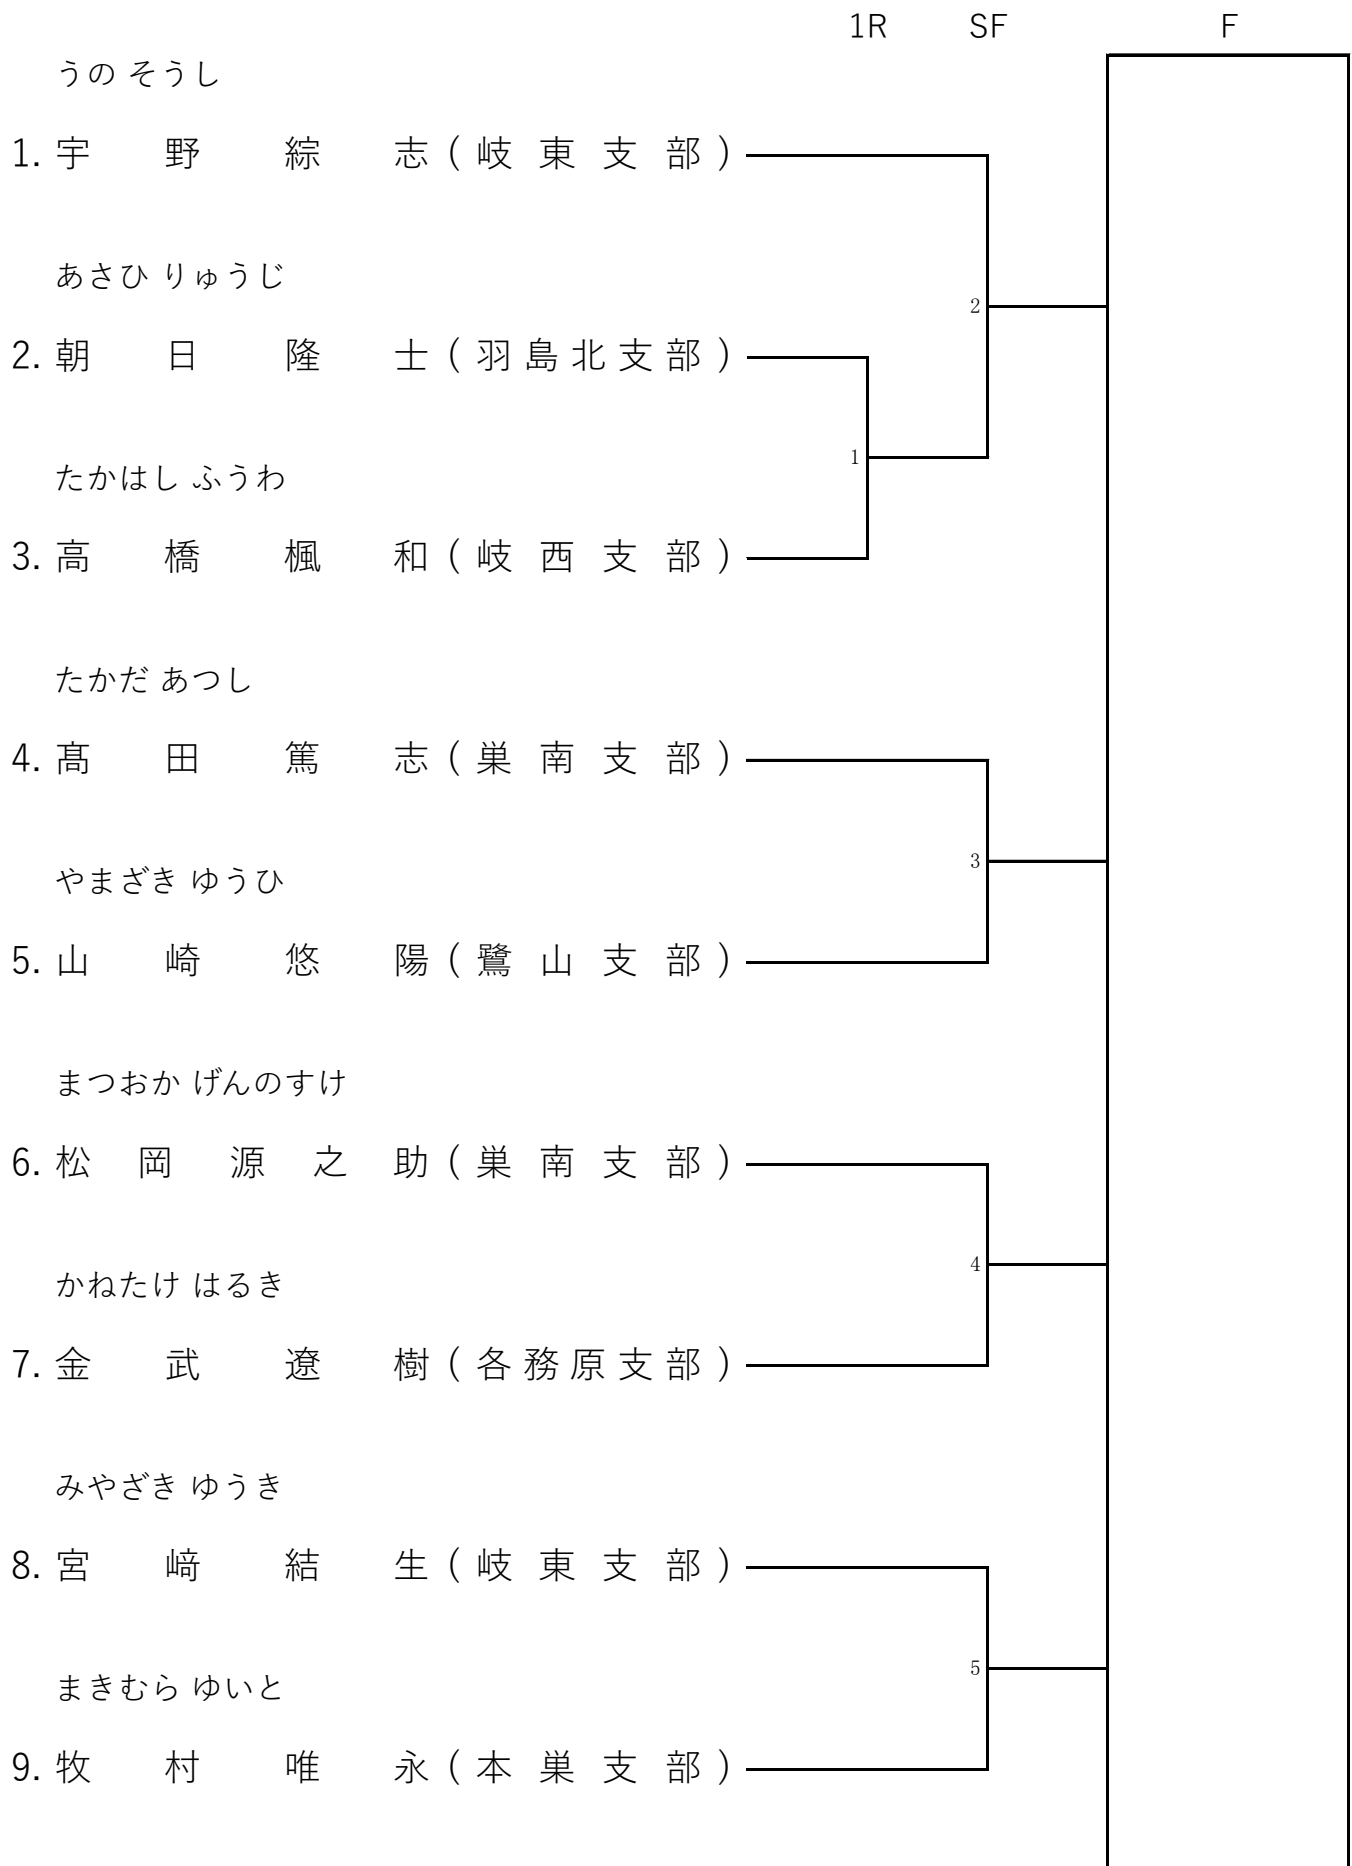 1R SF F
うの そうし
1. 宇野綜志(岐東支部)
あさひ りゅうじ
2
2. 朝日隆士(羽島北支部)
1
たかはし ふうわ
3. 高橋楓和(岐西支部)
たかだ あつし
4. 髙田篤志(巣南支部)
3
やまざき ゆうひ
5. 山崎悠陽(鷺山支部)
まつおか げんのすけ
6. 松岡源之助(巣南支部)
4
かねたけ はるき
7. 金武遼樹(各務原支部)
みやざき ゆうき
8. 宮﨑結生(岐東支部)
5
まきむら ゆいと
9. 牧村唯永(本巣支部)